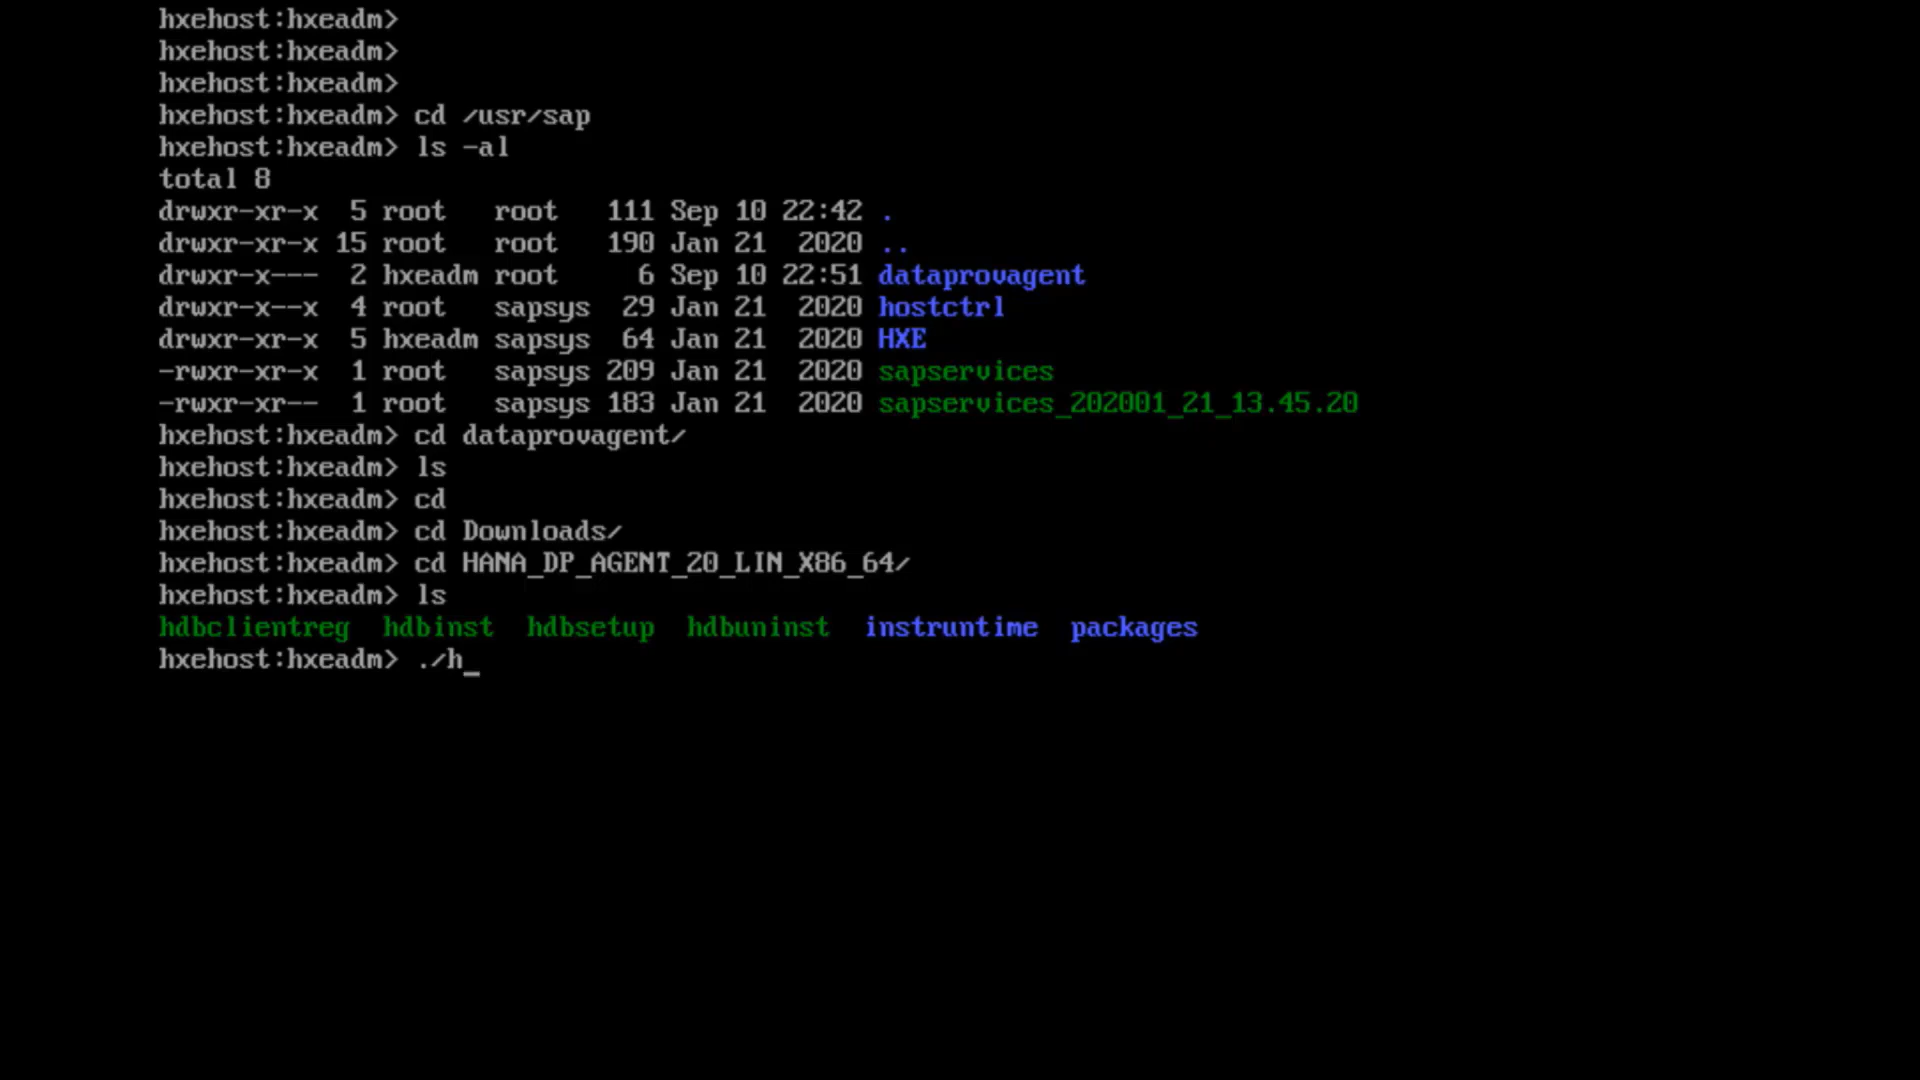 hxehost:hxeadm>
hxehost:hxeadm>
hxehost:hxeadm>
hxehost:hxeadm> cd /usr/sap
hxehost:hxeadm> ls -al
total 8
drwxr-xr-x  5 root   root   111 Sep 10 22:42 .
drwxr-xr-x 15 root   root   190 Jan 21  2020 ..
drwxr-x---  2 hxeadm root     6 Sep 10 22:51 dataprovagent
drwxr-x--x  4 root   sapsys  29 Jan 21  2020 hostctrl
drwxr-xr-x  5 hxeadm sapsys  64 Jan 21  2020 HXE
-rwxr-xr-x  1 root   sapsys 209 Jan 21  2020 sapservices
-rwxr-xr--  1 root   sapsys 183 Jan 21  2020 sapservices_202001_21_13.45.20
hxehost:hxeadm> cd dataprovagent/
hxehost:hxeadm> ls
hxehost:hxeadm> cd
hxehost:hxeadm> cd Downloads/
hxehost:hxeadm> cd HANA_DP_AGENT_20_LIN_X86_64/
hxehost:hxeadm> ls
hdbclientreg  hdbinst  hdbsetup  hdbuninst  instruntime  packages
hxehost:hxeadm> ./h_